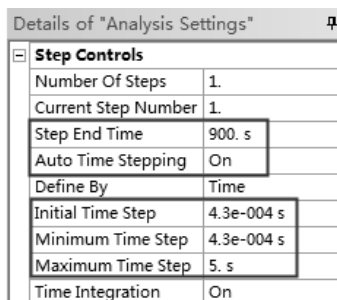 Details of "Analysis Settings"
Step Controls
Number Of Steps 1.
Current Step Number 1.
Step End Time 900. s
Auto Time Stepping On
Define By Time
Initial Time Step 4.3e-004 s
Minimum Time Step 4.3e-004 s
Maximum Time Step 5. s
Time Integration On